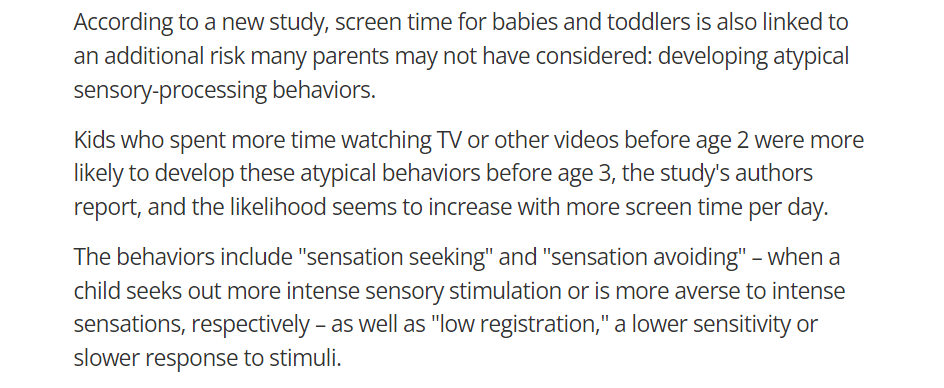 According to a new study, screen time for babies and toddlers is also linked to
an additional risk many parents may not have considered: developing atypical
sensory-processing behaviors.
Kids who spent more time watching TV or other videos before age 2 were more
likely to develop these atypical behaviors before age 3, the study's authors
report, and the likelihood seems to increase with more screen time per day.
The behaviors include "sensation seeking" and "sensation avoiding" – when a
child seeks out more intense sensory stimulation or is more averse to intense
sensations, respectively – as well as "low registration," a lower sensitivity or
slower response to stimuli.